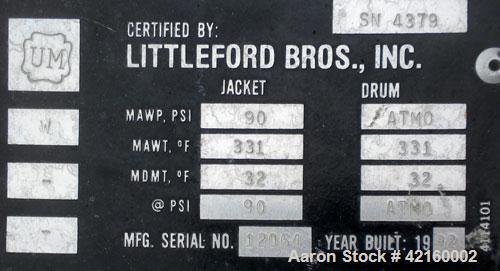 SN 4379
CERTIFIED BY:
UM
LITTLEFORD BROS., INC.
JACKET DRUM
W MAWP, PSI 90 ATMO
MAWT, °F 331 331
- MDMT, °F 32 32
- @ PSI 90 ATMO
MFG. SERIAL NO. YEAR BUILT: 1992
Aaron Stock # 42160002